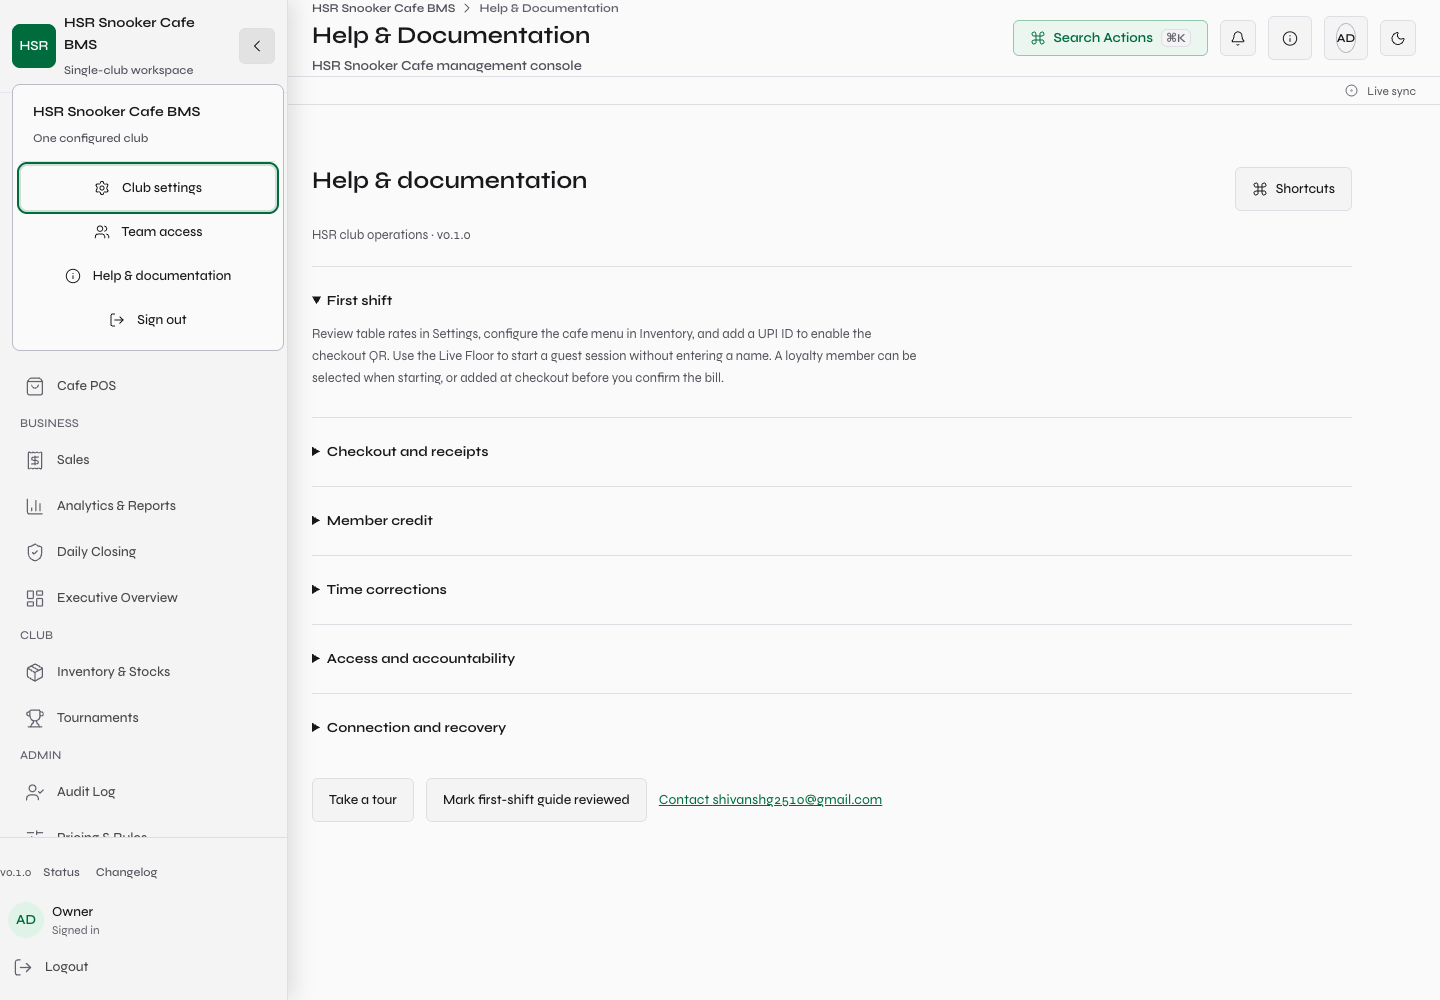 HSR
HSR Snooker Cafe
BMS
Single-club workspace
HSR Snooker Cafe BMS
One configured club
Club settings
Team access
Help & documentation
Sign out
Cafe POS
BUSINESS
Sales
Analytics & Reports
Daily Closing
Executive Overview
CLUB
Inventory & Stocks
Tournaments
ADMIN
Audit Log
Pricing & Rules
v0.1.0 Status Changelog
AD
Owner
Signed in
Logout
HSR Snooker Cafe BMS > Help & Documentation
Help & Documentation
HSR Snooker Cafe management console
Search Actions ⌘K
AD
Live sync
Help & documentation
Shortcuts
HSR club operations · v0.1.0
First shift
Review table rates in Settings, configure the cafe menu in Inventory, and add a UPI ID to enable the
checkout QR. Use the Live Floor to start a guest session without entering a name. A loyalty member can be
selected when starting, or added at checkout before you confirm the bill.
Checkout and receipts
Member credit
Time corrections
Access and accountability
Connection and recovery
Take a tour
Mark first-shift guide reviewed
Contact shivanshg2510@gmail.com